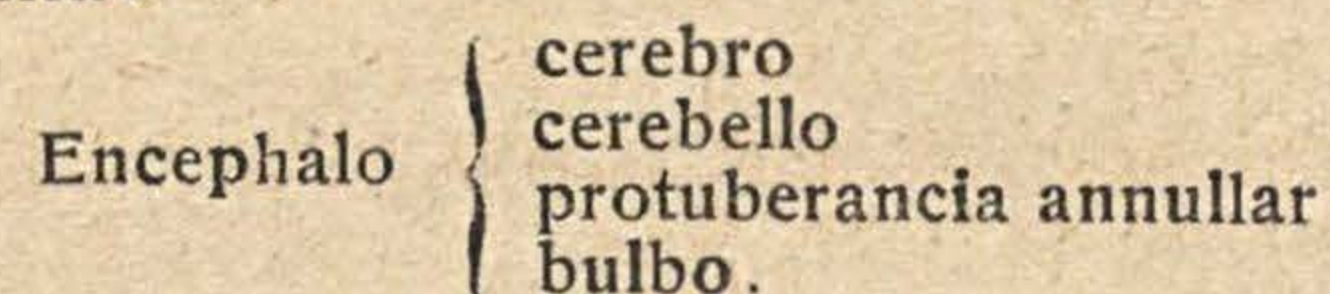 Encephalo
cerebro
cerebello
protuberancia annullar
bulbo.